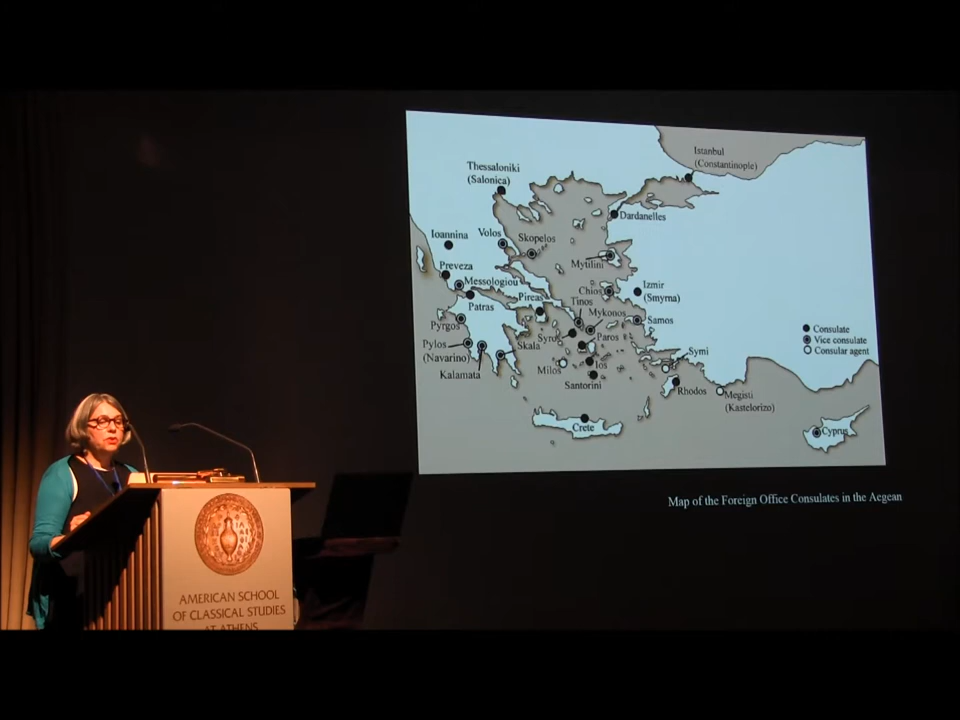 Istanbul
(Constantinople)
Thessaloniki
(Salonica)
Dardanelles
Ioannina
Volos
Skopelos
Mytilini
Preveza
Messologiou
Chios
Izmir
(Smyrna)
Patras
Pireas
Tinos
Mykonos
Pyrgos
Samos
Syros
Paros
Pylos
(Navarino)
Skala
Kalamata
Milos
Ios
Symi
Santorini
Rhodos
Megisti
(Kastelorizo)
Crete
Cyprus
Consulate
Vice consulate
Consular agent
Map of the Foreign Office Consulates in the Aegean
AMERICAN SCHOOL
OF CLASSICAL STUDIES
AT ATHENS